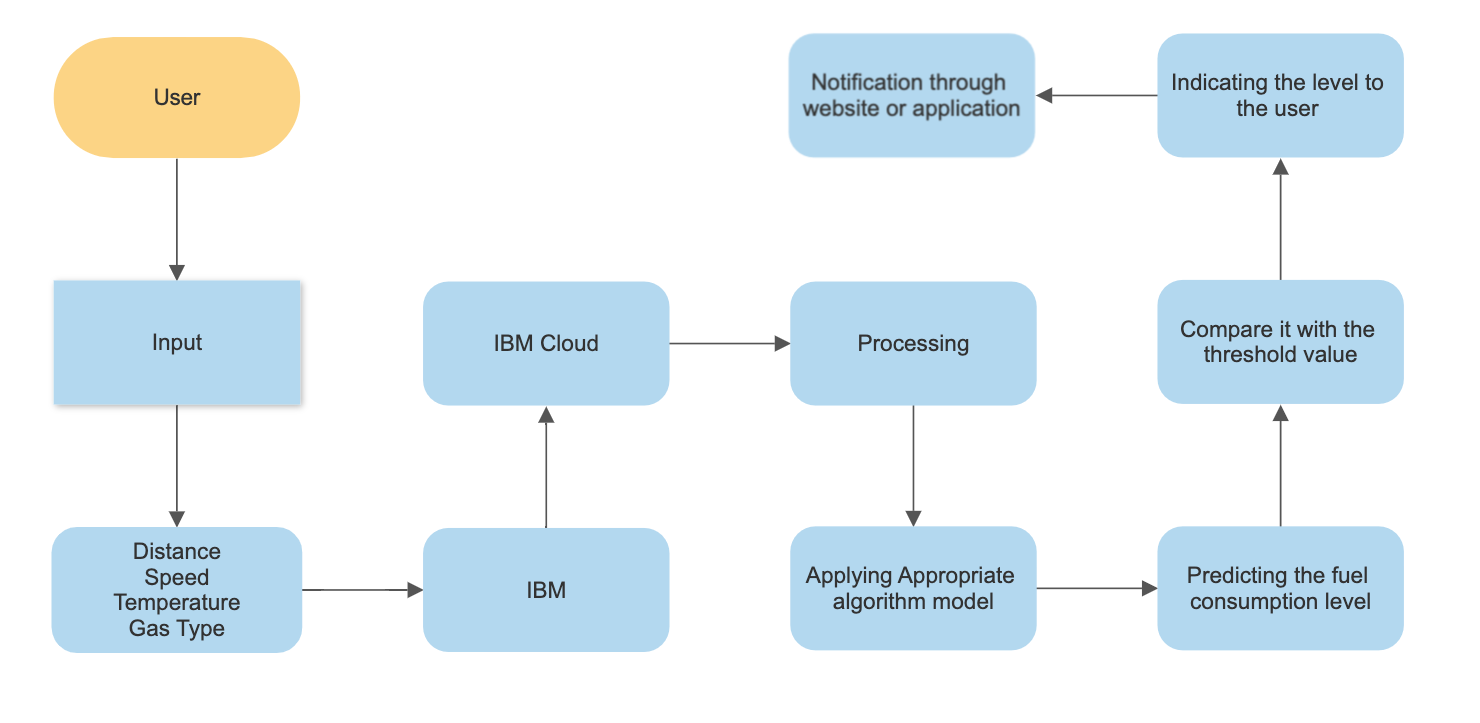 User
Input
Distance
Speed
Temperature
Gas Type
IBM
IBM Cloud
Processing
Applying Appropriate
algorithm model
Predicting the fuel
consumption level
Compare it with the
threshold value
Indicating the level to
the user
Notification through
website or application